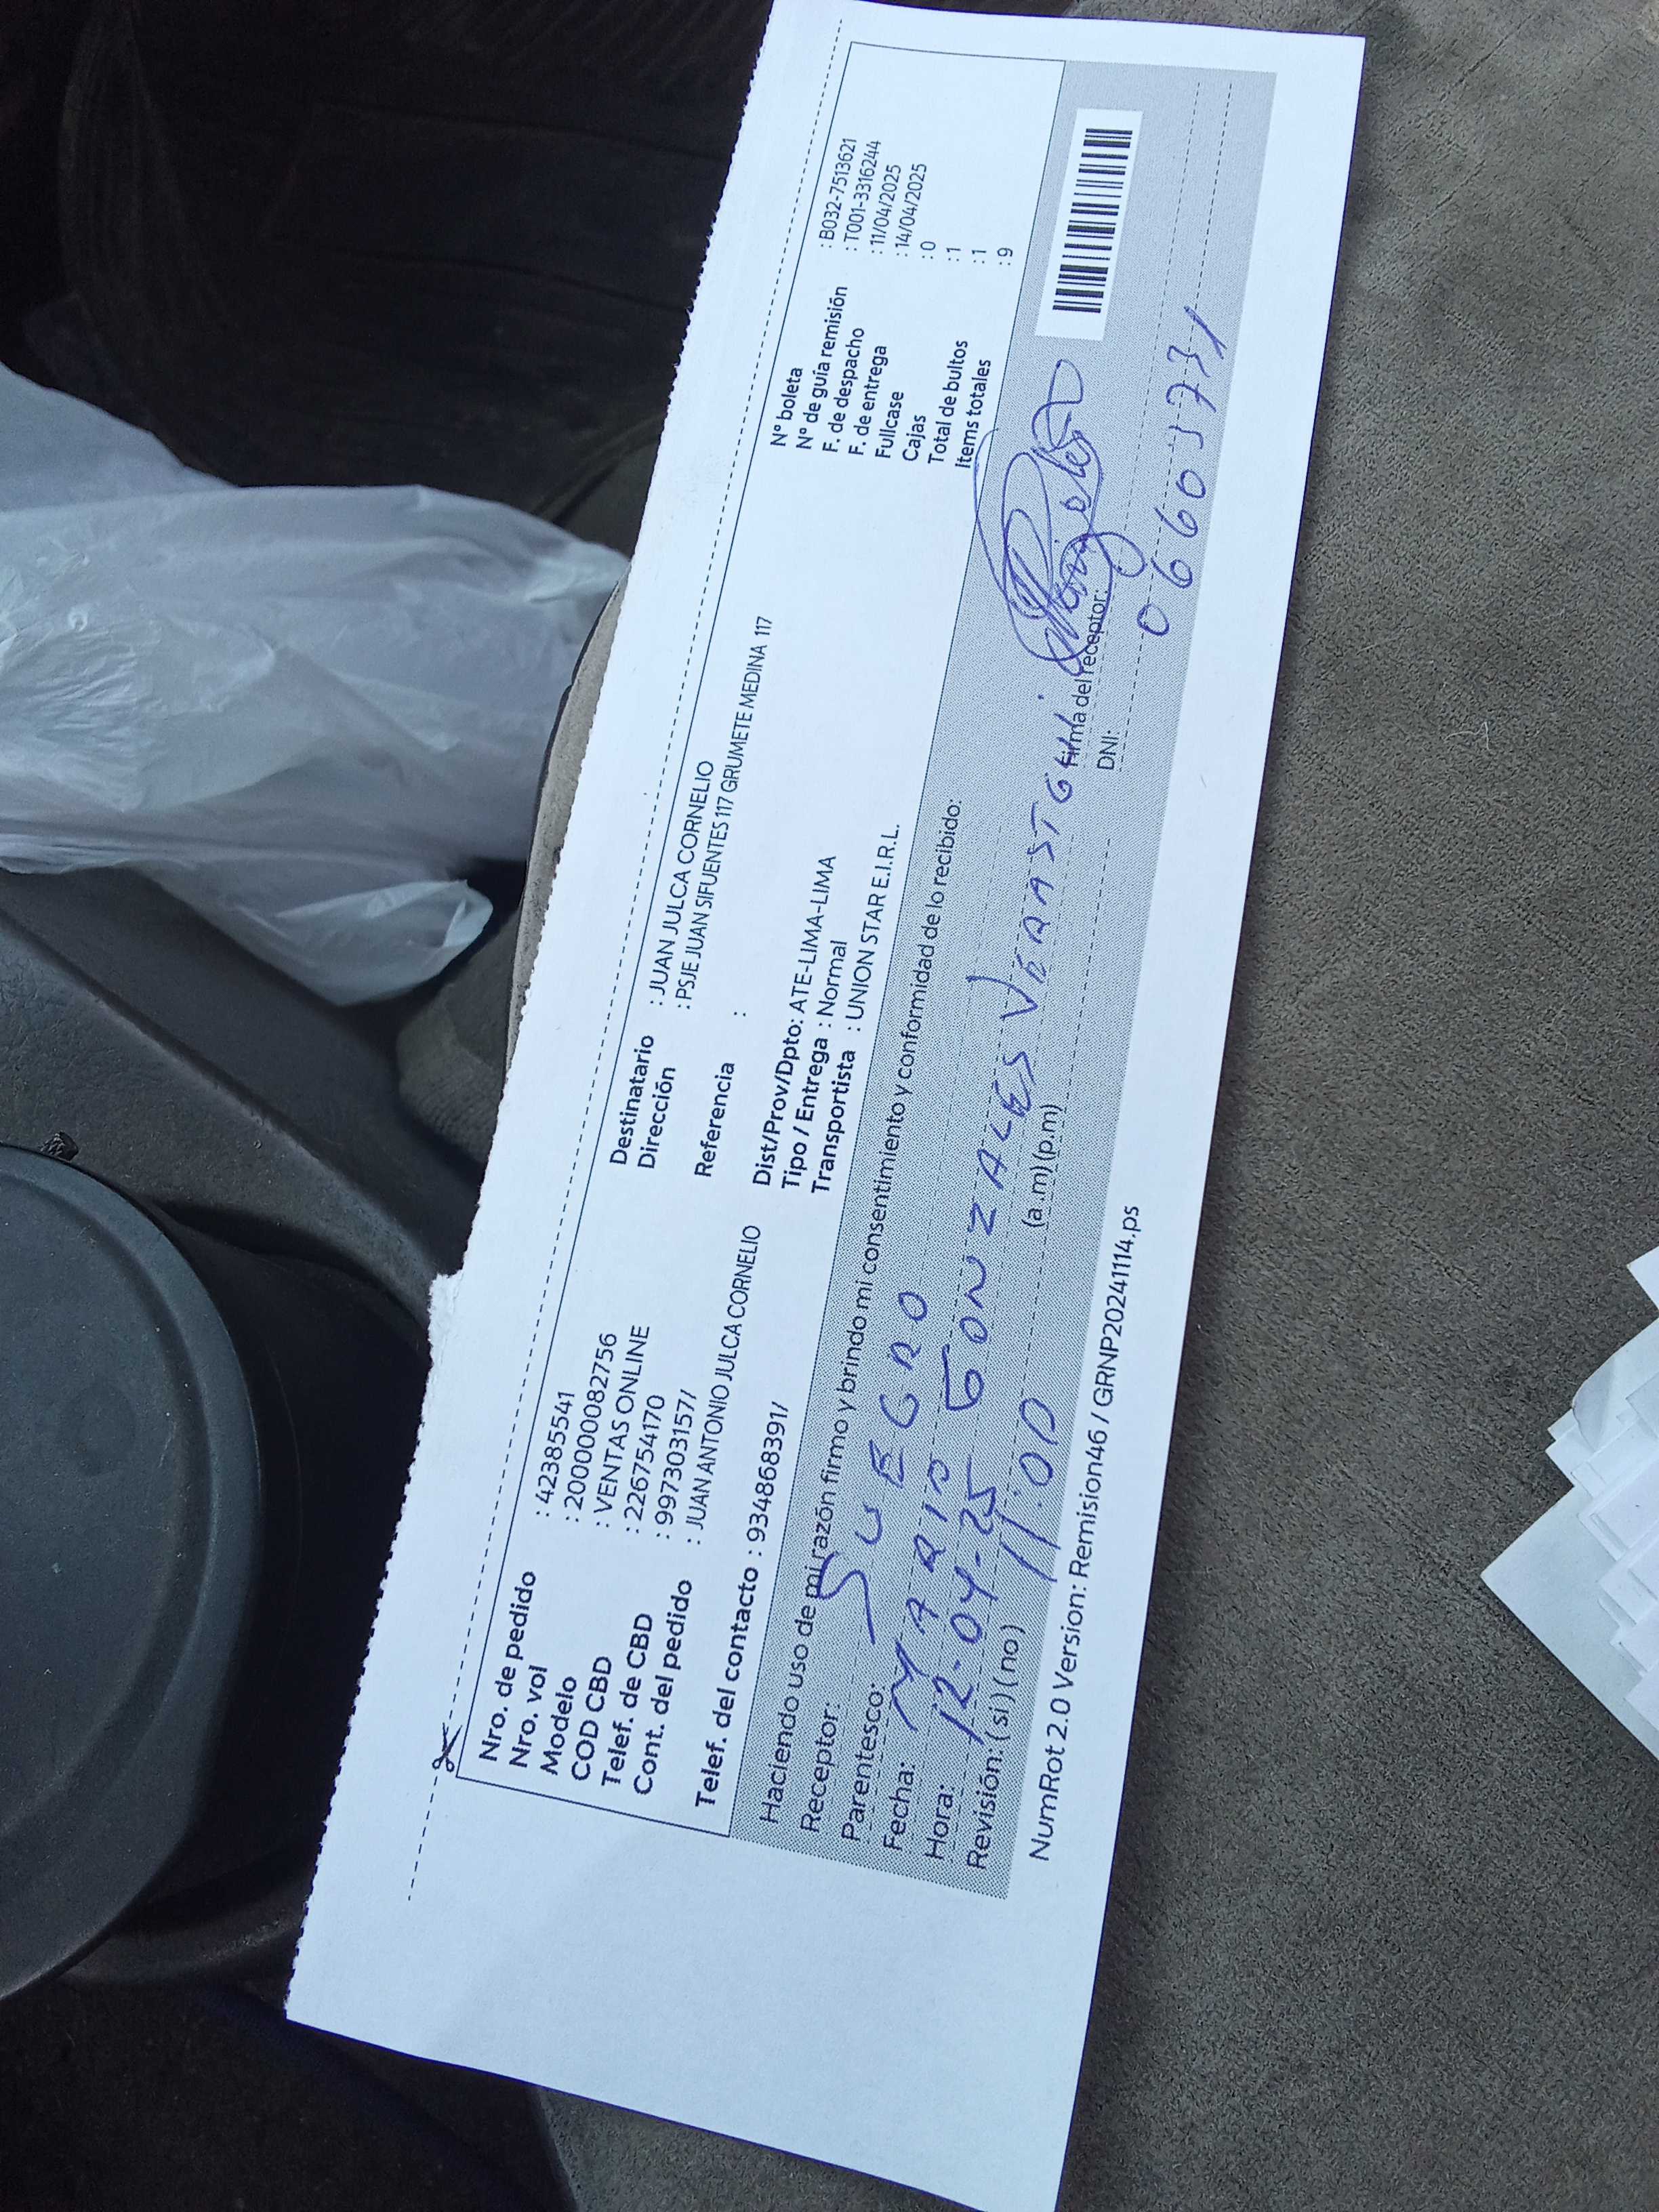 Nro. de pedido : 42385541
Nro. vol : 200000082756
Modelo : VENTAS ONLINE
COD CBD : 2267541​70
Telef. de CBD : 997303157/
Cont. del pedido : JUAN ANTONIO JULCA CORNELIO
Telef. del contacto : 934868391/
Destinatario : JUAN JULCA CORNELIO
Dirección : PSJE JUAN SIFUENTES 117 GRUMETE MEDINA 117
Referencia :
Dist/Prov/Dpto: ATE-LIMA-LIMA
Tipo / Entrega : Normal
Transportista : UNION STAR E.I.R.L.
N° boleta : B032-7513621
N° de guía remisión : T001-3316244
F. de despacho : 11/04/2025
F. de entrega : 14/04/2025
Fullcase : 0
Cajas : 1
Total de bultos : 1
Items totales : 9
Haciendo uso de mi razón firmo y brindo mi consentimiento y conformidad de lo recibido:
Receptor:
Parentesco: SUEGRO
Fecha: MARIO GONZALES VERASTGUI.
Hora: 12-04-25
Revisión: (si) (no) 11:00 (a.m) (p.m)
Firma del receptor:
DNI: 06603731
NumRot 2.0 Version: Remision46 / GRNP20241114.ps